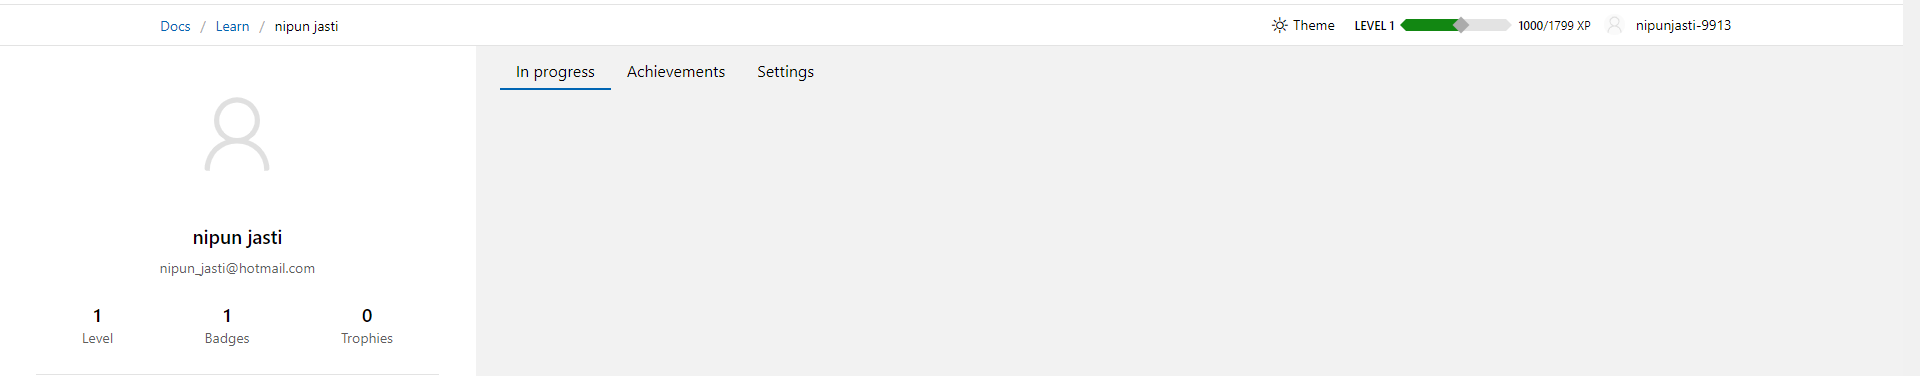 Docs / Learn / nipun jasti
Theme LEVEL 1 1000/1799 XP nipunjasti-9913
In progress Achievements Settings
nipun jasti
nipun_jasti@hotmail.com
1 1 0
Level Badges Trophies